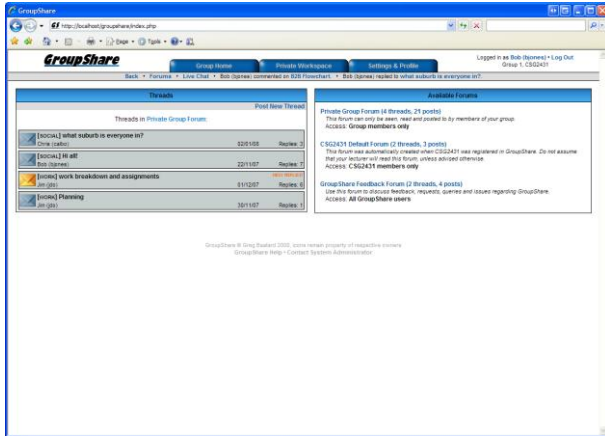 GroupShare
http://localhost/groupshare/index.php
Page
Tools
GroupShare
Group Home
Private Workspace
Settings & Profile
Logged in as Bob (bjones) • Log Out
Group 1, CSG2431
Back • Forums • Live Chat • Bob (bjones) commented on B2B Flowchart. • Bob (bjones) replied to what suburb is everyone in?.
Threads
Post New Thread
Threads in Private Group Forum:
[SOCIAL] what suburb is everyone in?
Chris 02/01/08 Replies: 3
[SOCIAL] Hi all!
Bob (bjones) 22/11/07 Replies: 7
[WORK] work breakdown and assignments
Jim 01/12/07 Replies: 6
[WORK] Planning
Jim 30/11/07 Replies: 1
Available Forums
Private Group Forum (4 threads, 21 posts)
This forum can only be seen, read and posted to by members of your group.
Access: Group members only
CSG2431 Default Forum (2 threads, 3 posts)
This forum was automatically created when CSG2431 was registered in GroupShare. Do not assume
that your lecturer will read this forum, unless advised otherwise.
Access: CSG2431 members only
GroupShare Feedback Forum (2 threads, 4 posts)
Use this forum to discuss feedback, requests, queries and issues regarding GroupShare.
Access: All GroupShare users
GroupShare © Greg Baatard 2008, icons remain property of respective owners
GroupShare Help • Contact System Administrator